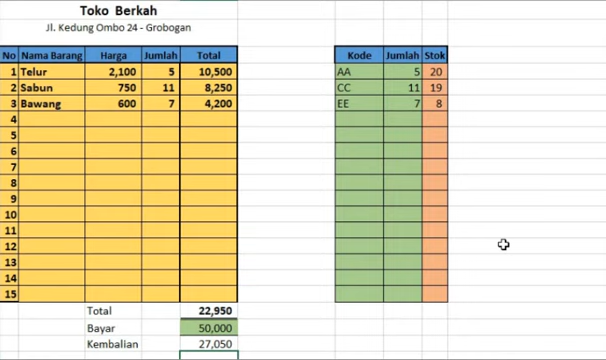 Toko Berkah
Jl. Kedung Ombo 24 - Grobogan
No Nama Barang Harga Jumlah Total Kode Jumlah Stok
1 Telur 2,100 5 10,500 AA 5 20
2 Sabun 750 11 8,250 CC 11 19
3 Bawang 600 7 4,200 EE 7 8
4
5
6
7
8
9
10
11
12
13
14
15
Total 22,950
Bayar 50,000
Kembalian 27,050